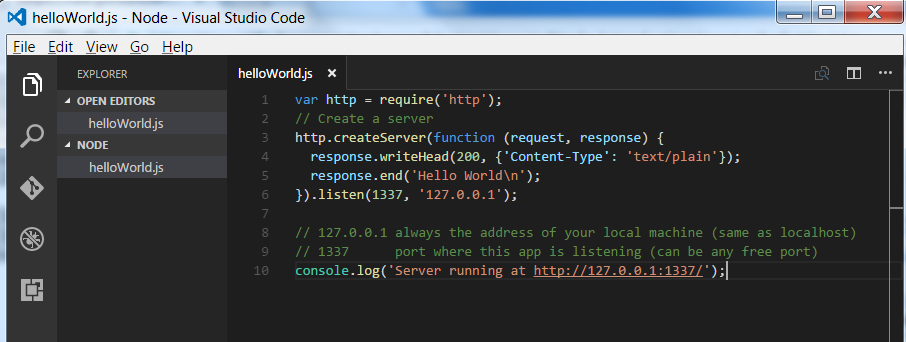 helloWorld.js - Node - Visual Studio Code
File Edit View Go Help
EXPLORER
OPEN EDITORS
helloWorld.js
NODE
helloWorld.js
helloWorld.js ×
1 var http = require('http');
2 // Create a server
3 http.createServer(function (request, response) {
4   response.writeHead(200, {'Content-Type': 'text/plain'});
5   response.end('Hello World\n');
6 }).listen(1337, '127.0.0.1');
7
8 // 127.0.0.1 always the address of your local machine (same as localhost)
9 // 1337      port where this app is listening (can be any free port)
10 console.log('Server running at http://127.0.0.1:1337/');